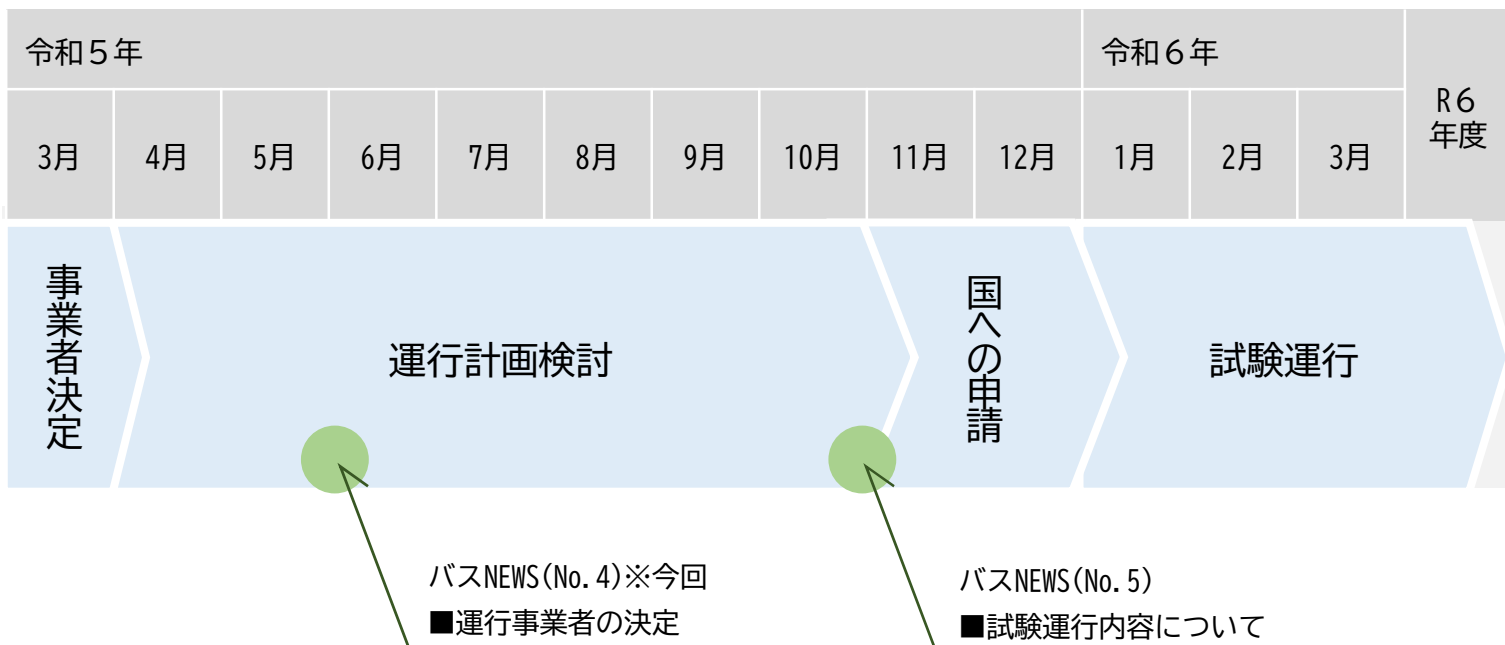 令和５年
令和６年
R６
年度
3月 4月 5月 6月 7月 8月 9月 10月 11月 12月 1月 2月 3月
事業者決定
運行計画検討
国への申請
試験運行
バスNEWS(No.4)※今回
■運行事業者の決定
バスNEWS(No.5)
■試験運行内容について